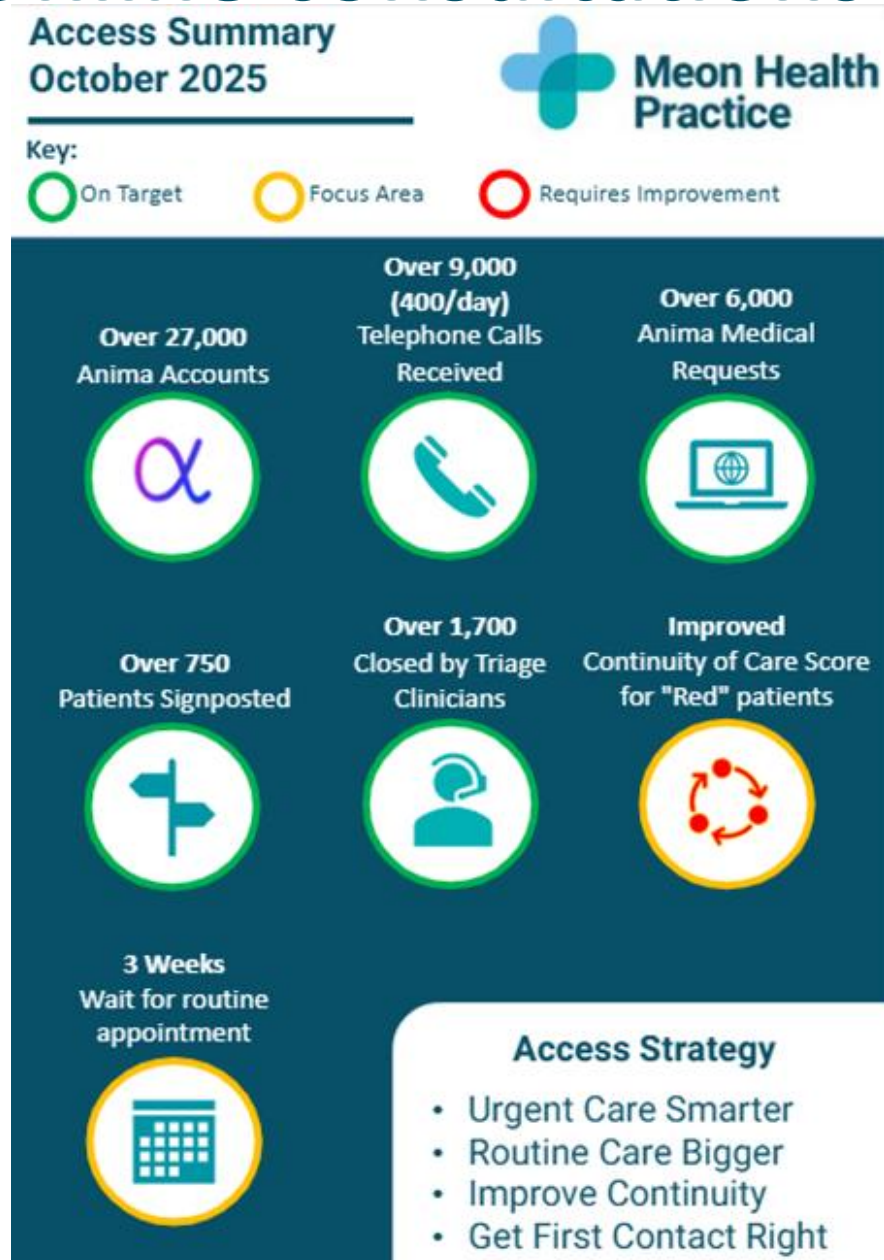 Access Summary
October 2025
Meon Health
Practice
Key:
On Target
Focus Area
Requires Improvement
Over 27,000
Anima Accounts
Over 9,000
(400/day)
Telephone Calls
Received
Over 6,000
Anima Medical
Requests
Over 750
Patients Signposted
Over 1,700
Closed by Triage
Clinicians
Improved
Continuity of Care Score
for "Red" patients
3 Weeks
Wait for routine
appointment
Access Strategy
• Urgent Care Smarter
• Routine Care Bigger
• Improve Continuity
• Get First Contact Right